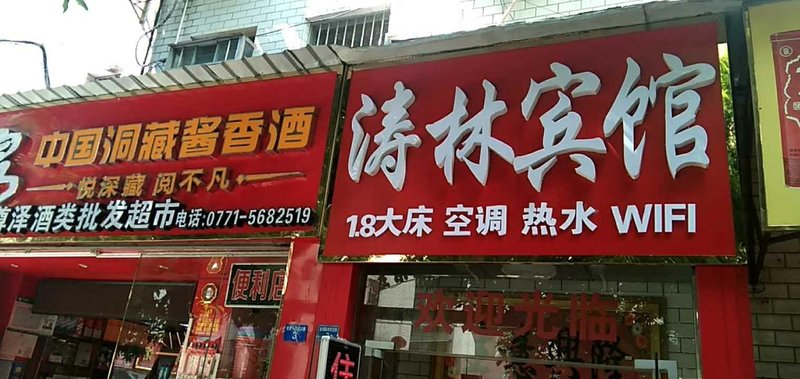 中国洞藏酱香酒
悦深藏 阅不凡
泽酒类批发超市电话:0771-5682519
便利店
涛林宾馆
1.8大床 空调 热水 WIFI
欢迎光临
住